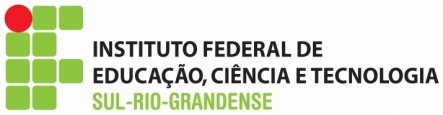 INSTITUTO FEDERAL DE
EDUCAÇÃO, CIÊNCIA E TECNOLOGIA
SUL-RIO-GRANDENSE